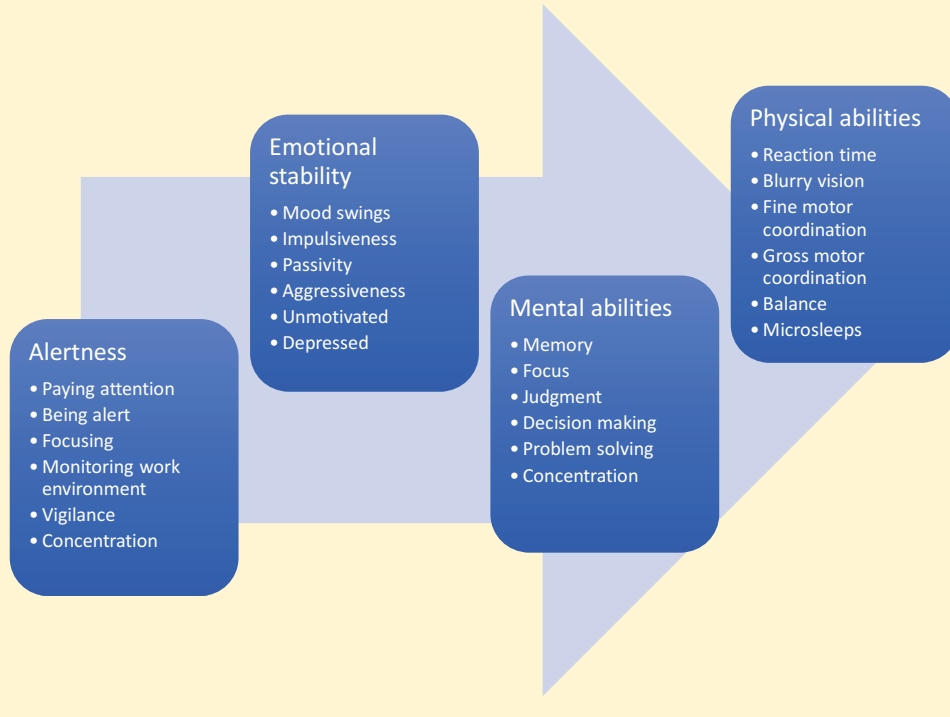 Alertness
• Paying attention
• Being alert
• Focusing
• Monitoring work
environment
• Vigilance
• Concentration
Emotional
stability
• Mood swings
• Impulsiveness
• Passivity
• Aggressiveness
• Unmotivated
• Depressed
Mental abilities
• Memory
• Focus
• Judgment
• Decision making
• Problem solving
• Concentration
Physical abilities
• Reaction time
• Blurry vision
• Fine motor
coordination
• Gross motor
coordination
• Balance
• Microsleeps